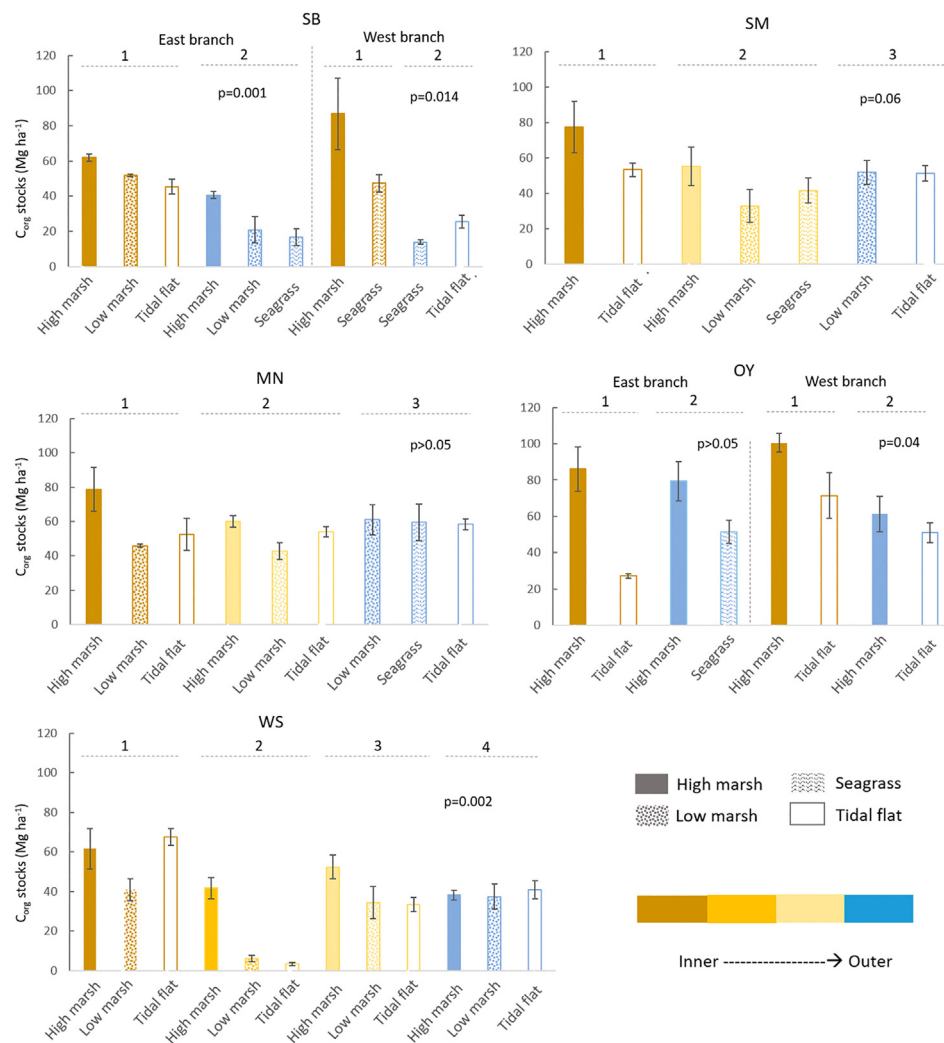 SB
East branch
West branch
1
2
1
2
p=0.001
p=0.014
Corg stocks (Mg ha⁻¹)
120
100
80
60
40
20
0
High marsh
Low marsh
Tidal flat
High marsh
Low marsh
Seagrass
High marsh
Seagrass
Seagrass
Tidal flat
SM
1
2
3
p=0.06
120
100
80
60
40
20
0
High marsh
Tidal flat
High marsh
Low marsh
Seagrass
Low marsh
Tidal flat
MN
1
2
3
p>0.05
Corg stocks (Mg ha⁻¹)
120
100
80
60
40
20
0
High marsh
Low marsh
Tidal flat
High marsh
Low marsh
Tidal flat
Low marsh
Seagrass
Tidal flat
OY
East branch
West branch
1
2
1
2
p>0.05
p=0.04
120
100
80
60
40
20
0
High marsh
Tidal flat
High marsh
Seagrass
High marsh
Tidal flat
High marsh
Tidal flat
WS
1
2
3
4
p=0.002
Corg stocks (Mg ha⁻¹)
120
100
80
60
40
20
0
High marsh
Low marsh
Tidal flat
High marsh
Low marsh
Tidal flat
High marsh
Low marsh
Tidal flat
High marsh
Low marsh
Tidal flat
High marsh
Seagrass
Low marsh
Tidal flat
Inner ------------→ Outer